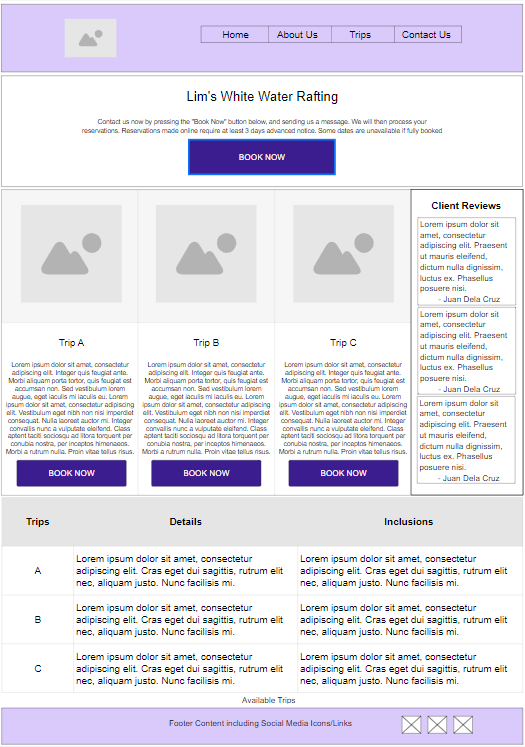 Home
About Us
Trips
Contact Us
Lim's White Water Rafting
Contact us now by pressing the "Book Now" button below, and sending us a message. We will then process your
reservations. Reservations made online require at least 3 days advanced notice. Some dates are unavailable if fully booked
BOOK NOW
Trip A
Lorem ipsum dolor sit amet, consectetur
adipiscing elit. Integer quis feugiat ante.
Morbi aliquam porta tortor, quis feugiat est
accumsan non. Sed vestibulum lorem
augue, eget iaculis mi iaculis eu. Lorem
ipsum dolor sit amet, consectetur adipiscing
elit. Vestibulum eget nibh non nisi imperdiet
consequat. Nulla laoreet auctor mi, cursus
convallis nunc a vulputate eleifend. Class
aptent taciti sociosqu ad litora torquent per
conubia nostra, per inceptos himenaeos.
Morbi a rutrum nulla. Proin vitae tellus risus.
BOOK NOW
Trip B
Lorem ipsum dolor sit amet, consectetur
adipiscing elit. Integer quis feugiat ante.
Morbi aliquam porta tortor, quis feugiat est
accumsan non. Sed vestibulum lorem
augue, eget iaculis mi iaculis eu. Lorem
ipsum dolor sit amet, consectetur adipiscing
elit. Vestibulum eget nibh non nisi imperdiet
consequat. Nulla laoreet auctor mi, cursus
convallis nunc a vulputate eleifend. Class
aptent taciti sociosqu ad litora torquent per
conubia nostra, per inceptos himenaeos.
Morbi a rutrum nulla. Proin vitae tellus risus.
BOOK NOW
Trip C
Lorem ipsum dolor sit amet, consectetur
adipiscing elit. Integer quis feugiat ante.
Morbi aliquam porta tortor, quis feugiat est
accumsan non. Sed vestibulum lorem
augue, eget iaculis mi iaculis eu. Lorem
ipsum dolor sit amet, consectetur adipiscing
elit. Vestibulum eget nibh non nisi imperdiet
consequat. Nulla laoreet auctor mi, cursus
convallis nunc a vulputate eleifend. Class
aptent taciti sociosqu ad litora torquent per
conubia nostra, per inceptos himenaeos.
Morbi a rutrum nulla. Proin vitae tellus risus.
BOOK NOW
Client Reviews
Lorem ipsum dolor sit
amet, consectetur
adipiscing elit. Praesent
ut mauris eleifend,
dictum nulla dignissim,
luctus ex. Phasellus
posuere nisi.
- Juan Dela Cruz
Lorem ipsum dolor sit
amet, consectetur
adipiscing elit. Praesent
ut mauris eleifend,
dictum nulla dignissim,
luctus ex. Phasellus
posuere nisi.
- Juan Dela Cruz
Lorem ipsum dolor sit
amet, consectetur
adipiscing elit. Praesent
ut mauris eleifend,
dictum nulla dignissim,
luctus ex. Phasellus
posuere nisi.
- Juan Dela Cruz
Trips
Details
Inclusions
A
Lorem ipsum dolor sit amet, consectetur
adipiscing elit. Cras eget dui sagittis, rutrum elit
nec, aliquam justo. Nunc facilisis mi.
Lorem ipsum dolor sit amet, consectetur
adipiscing elit. Cras eget dui sagittis, rutrum elit
nec, aliquam justo. Nunc facilisis mi.
B
Lorem ipsum dolor sit amet, consectetur
adipiscing elit. Cras eget dui sagittis, rutrum elit
nec, aliquam justo. Nunc facilisis mi.
Lorem ipsum dolor sit amet, consectetur
adipiscing elit. Cras eget dui sagittis, rutrum elit
nec, aliquam justo. Nunc facilisis mi.
C
Lorem ipsum dolor sit amet, consectetur
adipiscing elit. Cras eget dui sagittis, rutrum elit
nec, aliquam justo. Nunc facilisis mi.
Lorem ipsum dolor sit amet, consectetur
adipiscing elit. Cras eget dui sagittis, rutrum elit
nec, aliquam justo. Nunc facilisis mi.
Available Trips
Footer Content including Social Media Icons/Links